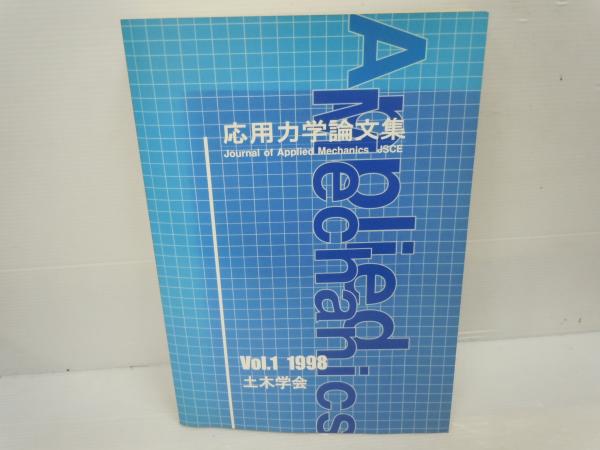 Applied
Mechanics
応用力学論文集
Journal of Applied Mechanics JSCE
Vol.1 1998
土木学会